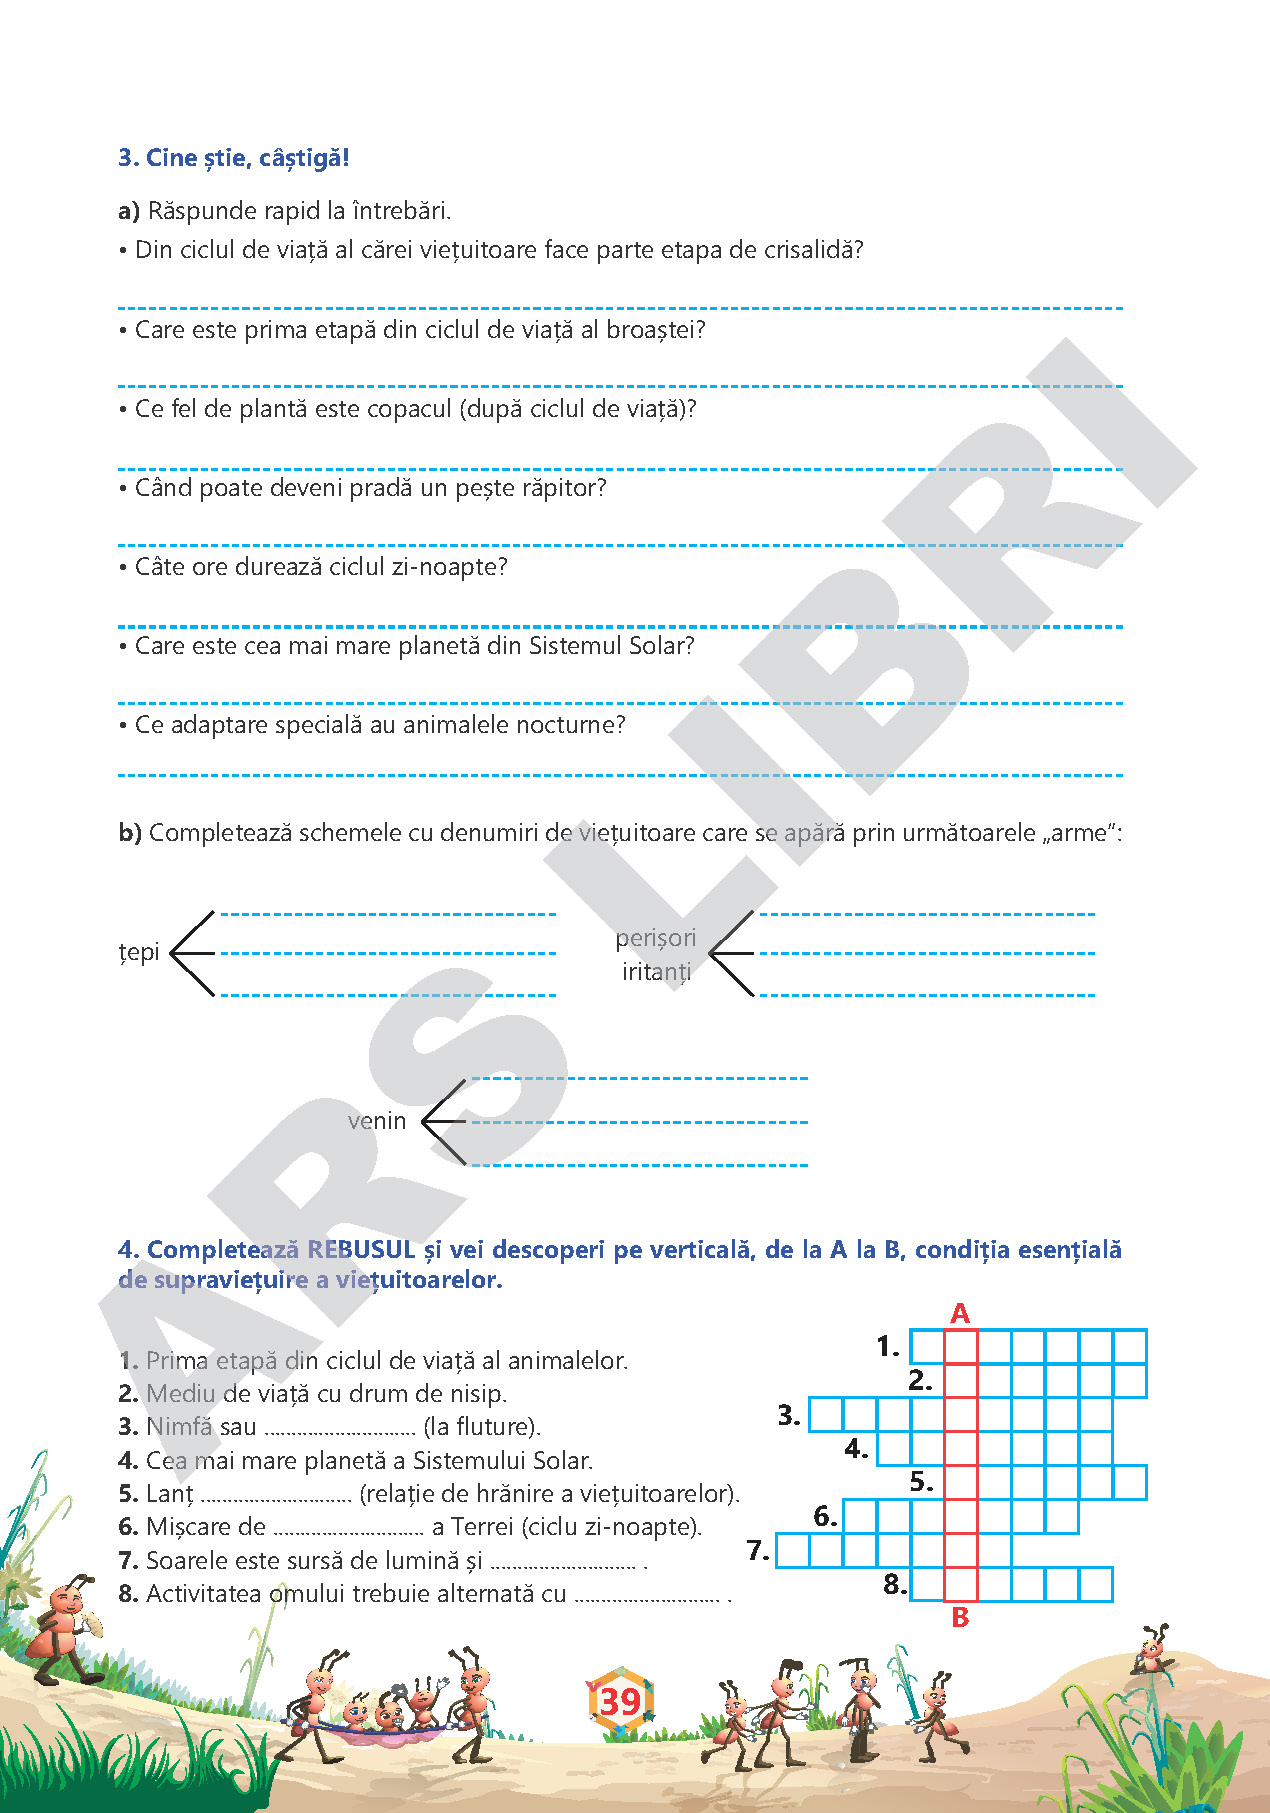 3. Cine știe, câștigă!
a) Răspunde rapid la întrebări.
• Din ciclul de viață al cărei viețuitoare face parte etapa de crisalidă?
• Care este prima etapă din ciclul de viață al broaștei?
• Ce fel de plantă este copacul (după ciclul de viață)?
• Când poate deveni pradă un pește răpitor?
• Câte ore durează ciclul zi-noapte?
• Care este cea mai mare planetă din Sistemul Solar?
• Ce adaptare specială au animalele nocturne?
b) Completează schemele cu denumiri de viețuitoare care se apără prin următoarele „arme”:
țepi
perișori
iritanți
venin
4. Completează REBUSUL și vei descoperi pe verticală, de la A la B, condiția esențială
de supraviețuire a viețuitoarelor.
1. Prima etapă din ciclul de viață al animalelor.
2. Mediu de viață cu drum de nisip.
3. Nimfă sau ............................ (la fluture).
4. Cea mai mare planetă a Sistemului Solar.
5. Lanț ............................ (relație de hrănire a viețuitoarelor).
6. Mișcare de ............................ a Terrei (ciclu zi-noapte).
7. Soarele este sursă de lumină și ........................... .
8. Activitatea omului trebuie alternată cu ........................... .
A
1.
2.
3.
4.
5.
6.
7.
8.
B
39
ARS LIBRI